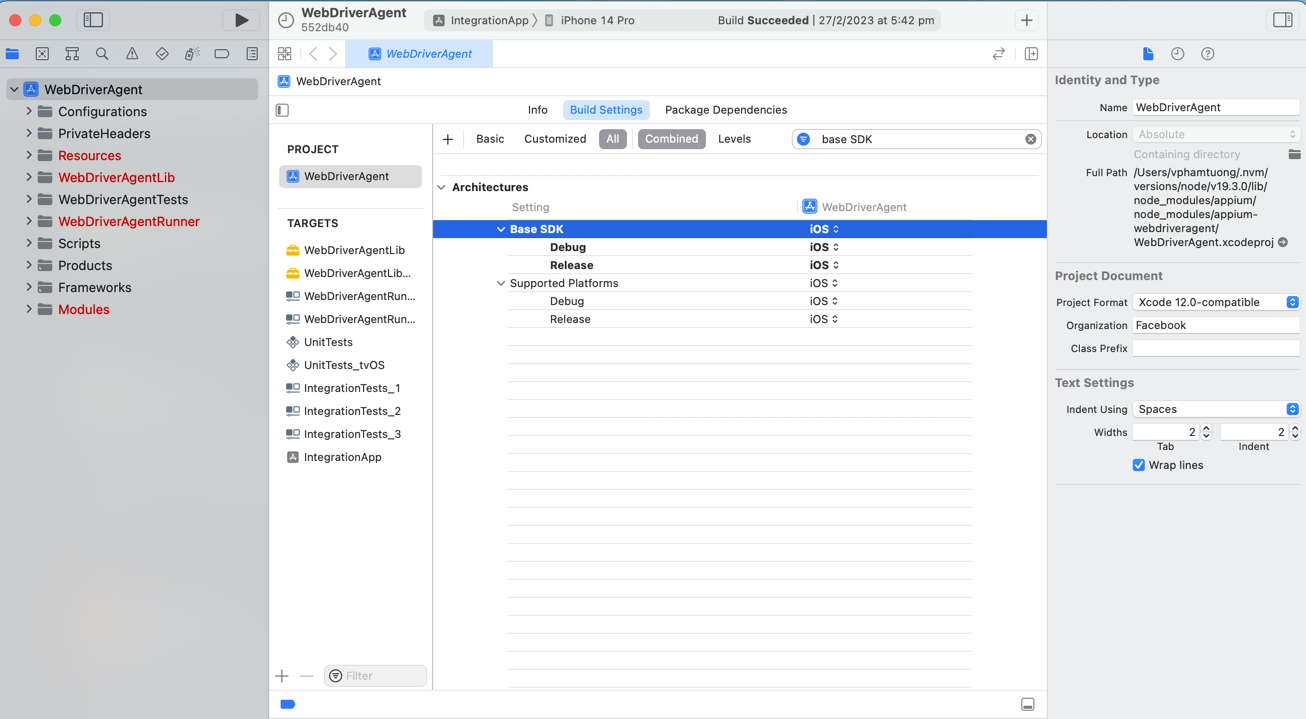 WebDriverAgent
552db40
IntegrationApp
iPhone 14 Pro
Build Succeeded | 27/2/2023 at 5:42 pm
WebDriverAgent
WebDriverAgent
Configurations
PrivateHeaders
Resources
WebDriverAgentLib
WebDriverAgentTests
WebDriverAgentRunner
Scripts
Products
Frameworks
Modules
WebDriverAgent
Info
Build Settings
Package Dependencies
PROJECT
WebDriverAgent
TARGETS
WebDriverAgentLib
WebDriverAgentLib...
WebDriverAgentRun...
WebDriverAgentRun...
UnitTests
UnitTests_tvOS
IntegrationTests_1
IntegrationTests_2
IntegrationTests_3
IntegrationApp
Filter
Basic
Customized
All
Combined
Levels
base SDK
Architectures
Setting
WebDriverAgent
Base SDK iOS
Debug iOS
Release iOS
Supported Platforms iOS
Debug iOS
Release iOS
Identity and Type
Name WebDriverAgent
Location Absolute
Containing directory
Full Path /Users/vphamtuong/.nvm/
versions/node/v19.3.0/lib/
node_modules/appium/
node_modules/appium-
webdriveragent/
WebDriverAgent.xcodeproj
Project Document
Project Format Xcode 12.0-compatible
Organization Facebook
Class Prefix
Text Settings
Indent Using Spaces
Widths 2 2
Tab Indent
Wrap lines